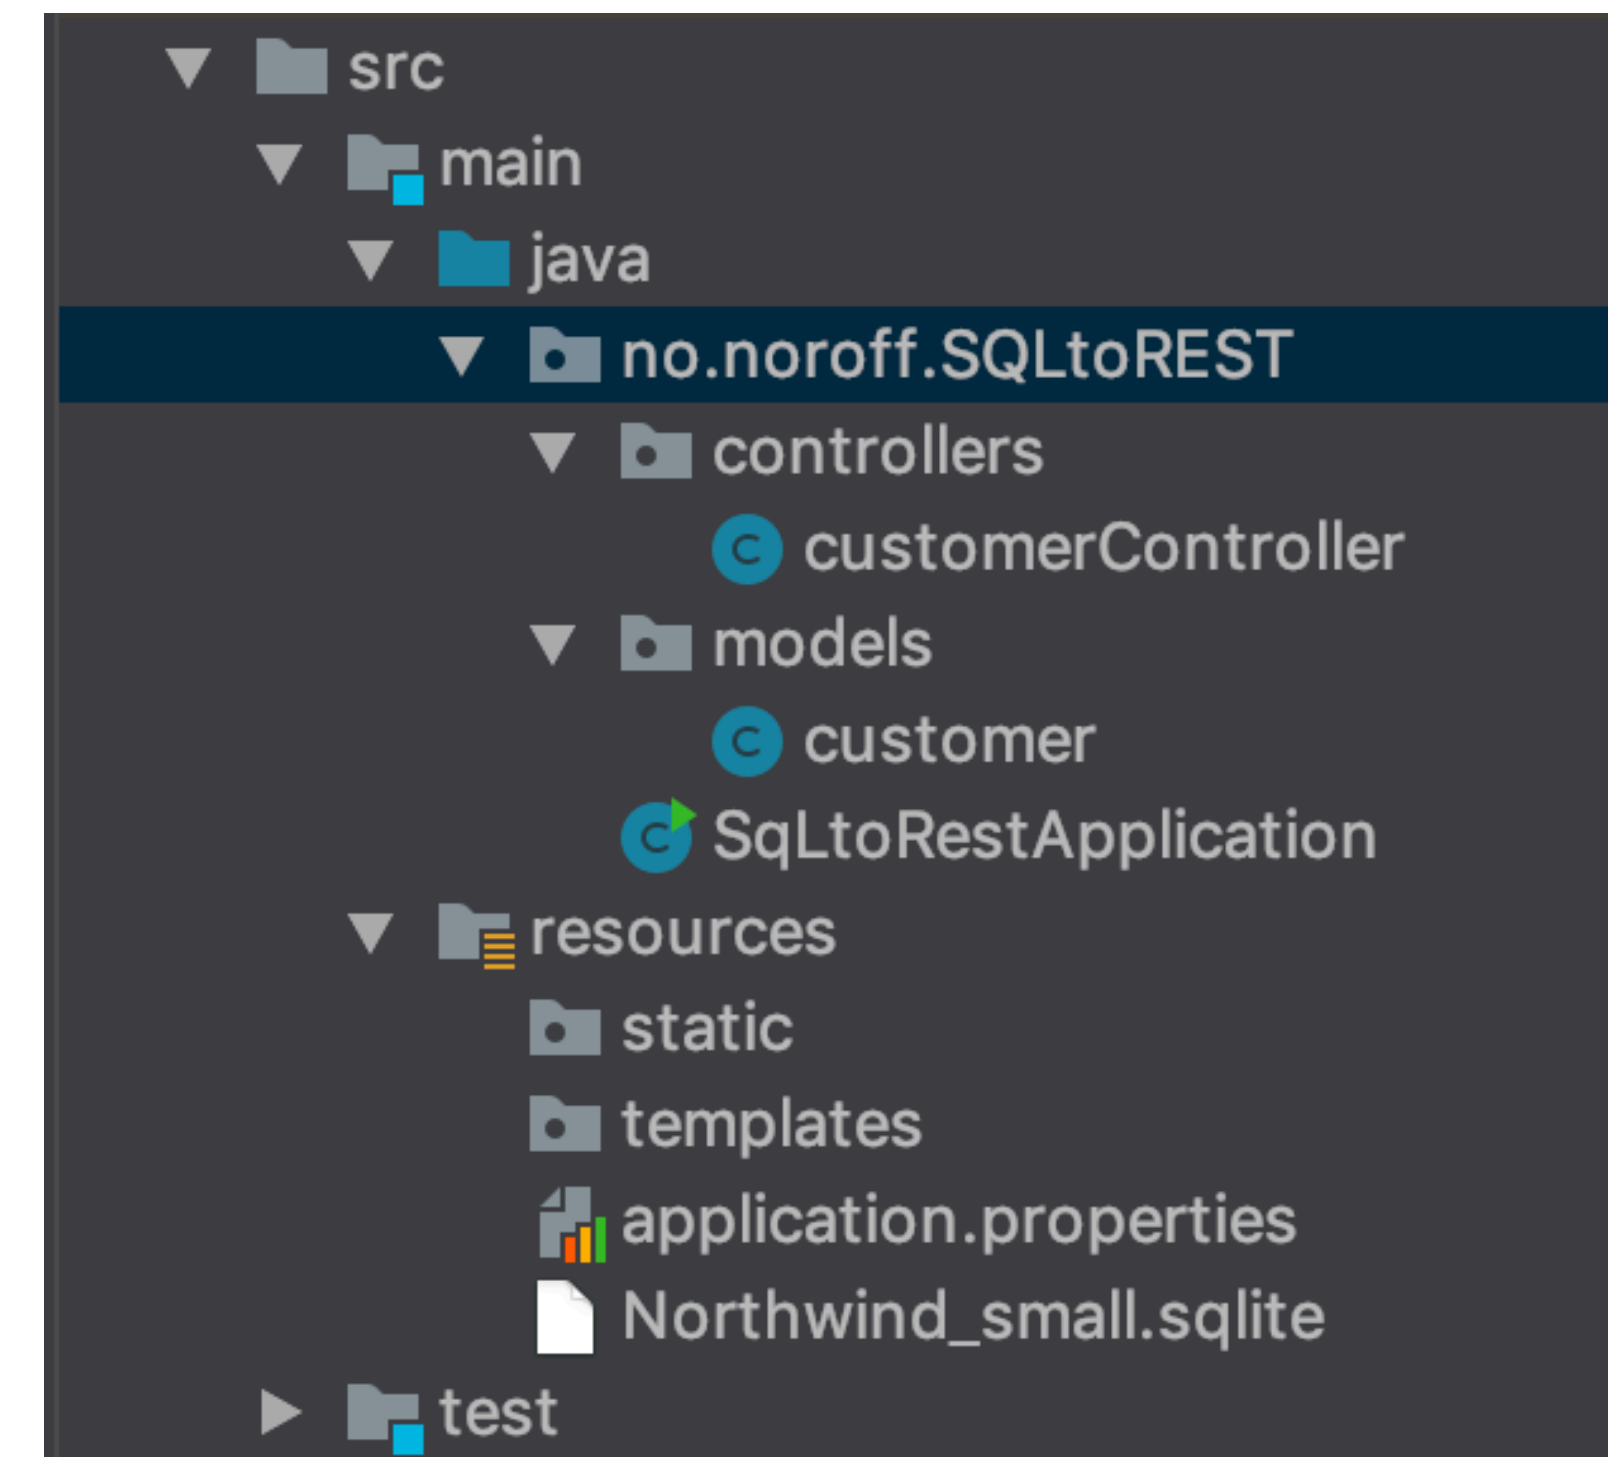 src
main
java
no.noroff.SQLtoREST
controllers
customerController
models
customer
SqLtoRestApplication
resources
static
templates
application.properties
Northwind_small.sqlite
test